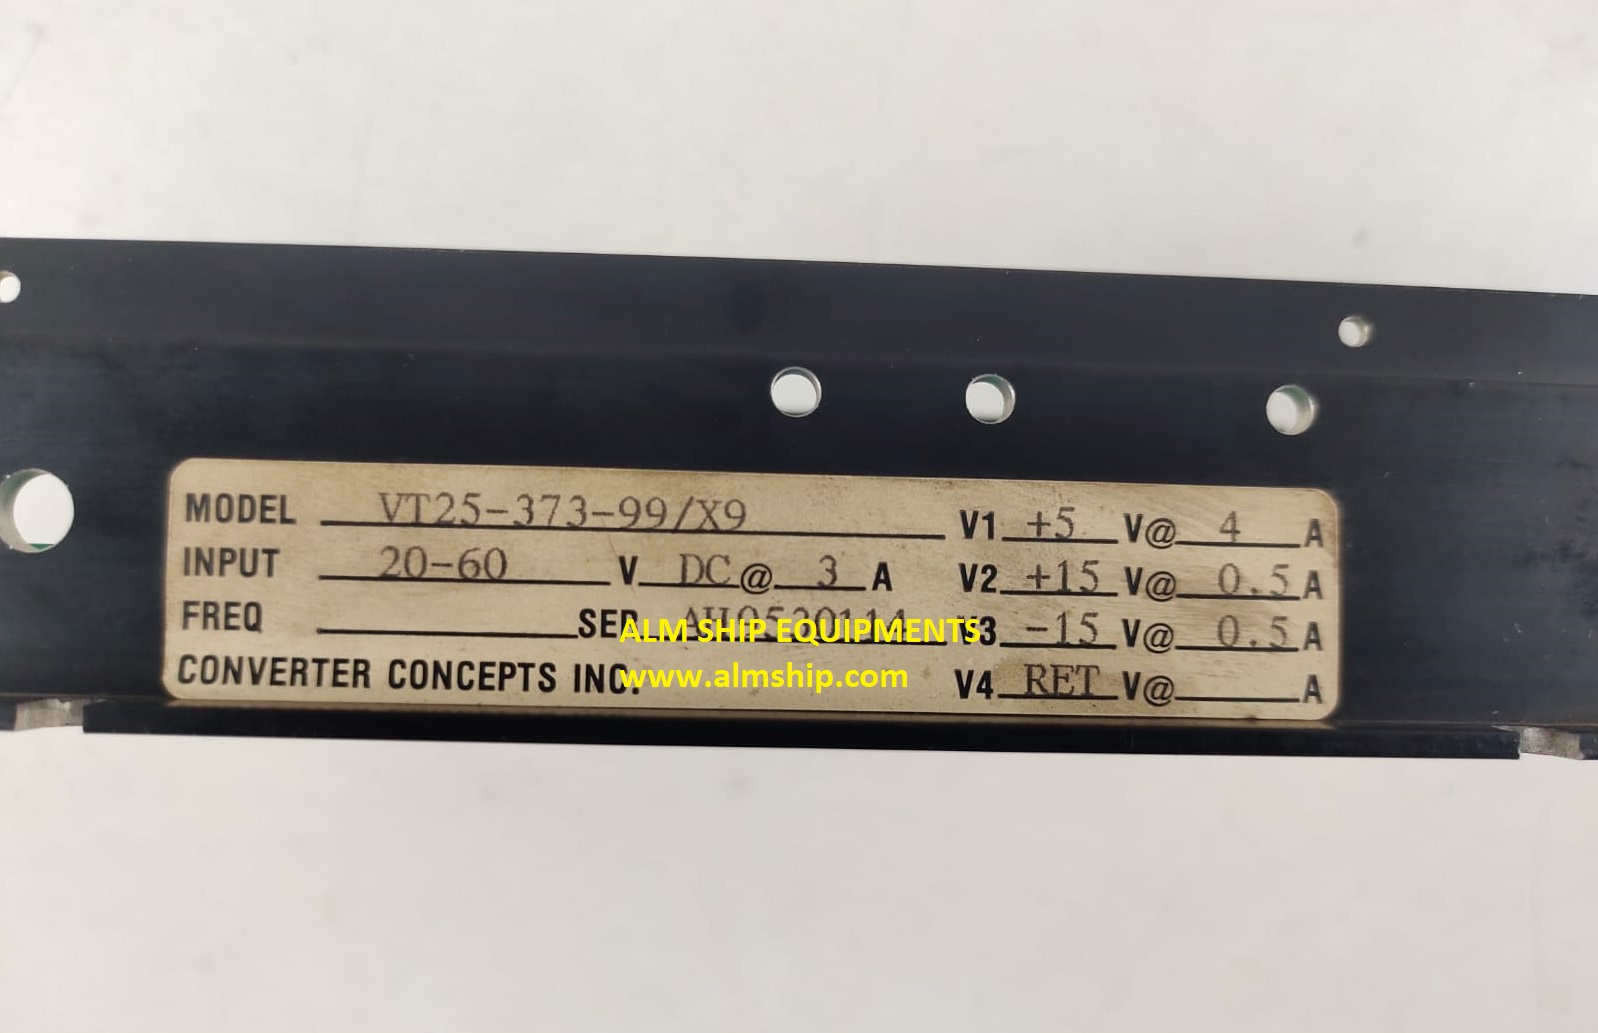 MODEL VT25-373-99/X9 V1 +5 V@ 4 A
INPUT 20-60 V DC @ 3 A V2 +15 V@ 0.5 A
FREQ SER V3 -15 V@ 0.5 A
ALM SHIP EQUIPMENTS
CONVERTER CONCEPTS INC. V4 RET V@ A
www.almship.com